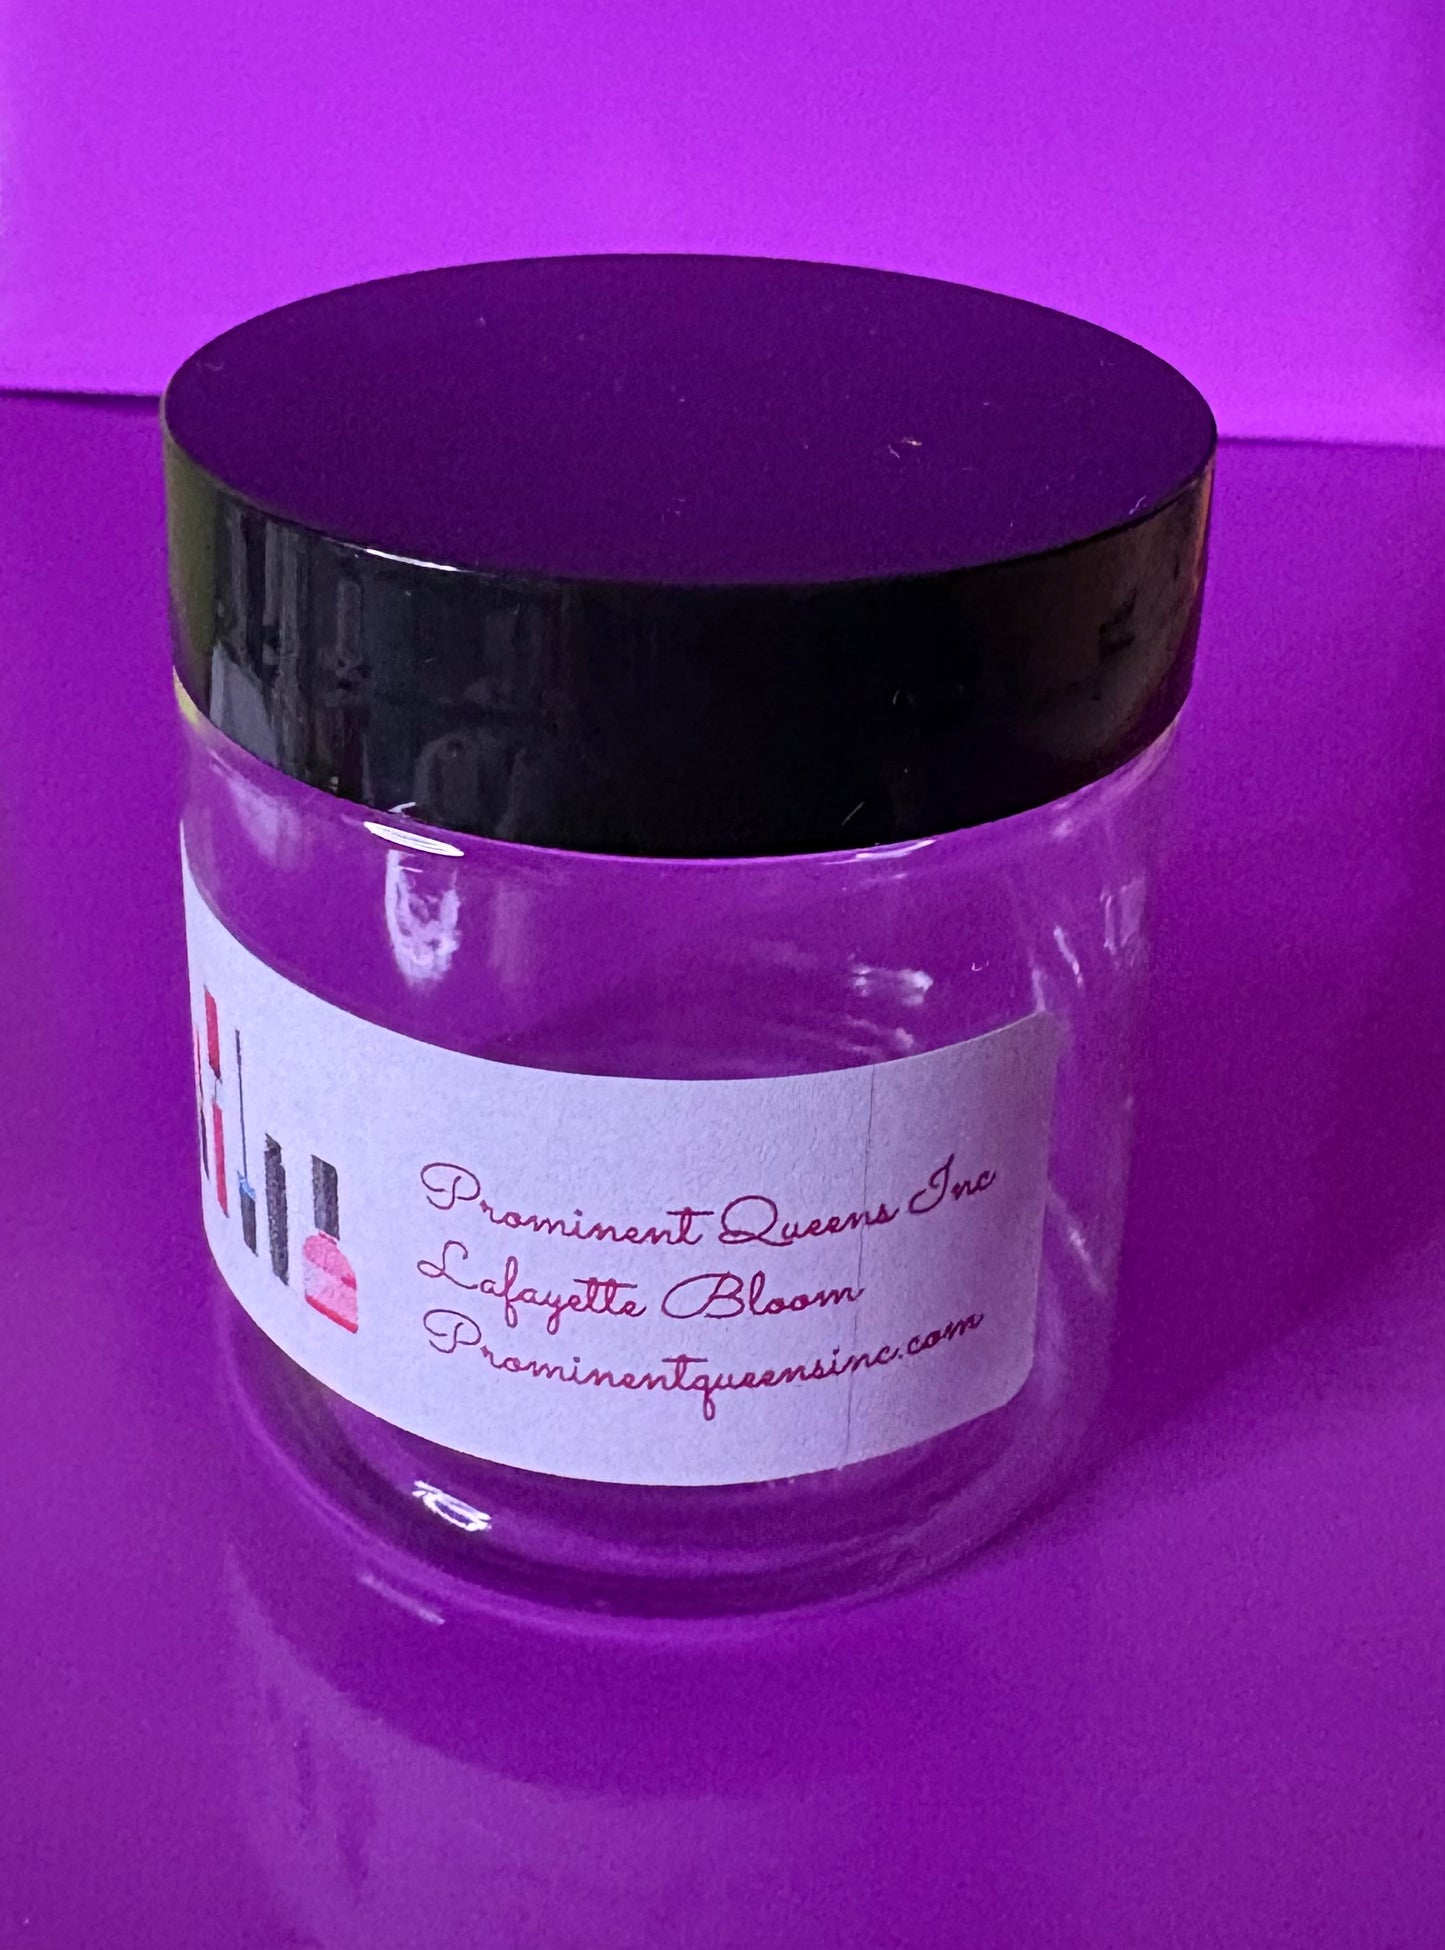 Prominent Queens Inc
Lafayette Bloom
Prominentqueensinc.com